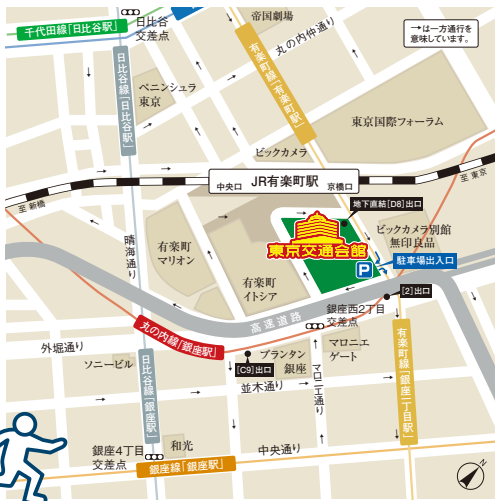 千代田線「日比谷駅」
日比谷
交差点
帝国劇場
丸の内仲通り
→は一方通行を
意味しています。
日比谷線「日比谷駅」
ペニンシュラ
東京
有楽町線「有楽町駅」
東京国際フォーラム
ビックカメラ
中央口
JR有楽町駅
京橋口
至 東京
至 新橋
地下直結[D8]出口
東京交通会館
ビックカメラ別館
無印良品
駐車場出入口
P
晴海通り
有楽町
マリオン
有楽町
イトシア
[2]出口
高速道路
銀座西2丁目
交差点
外堀通り
丸の内線「銀座駅」
ソニービル
日比谷線「銀座駅」
[C9]出口
プランタン
銀座
マロニエ
ゲート
並木通り
マロニエ通り
有楽町線「銀座一丁目駅」
銀座4丁目
交差点
和光
中央通り
銀座線「銀座駅」
N